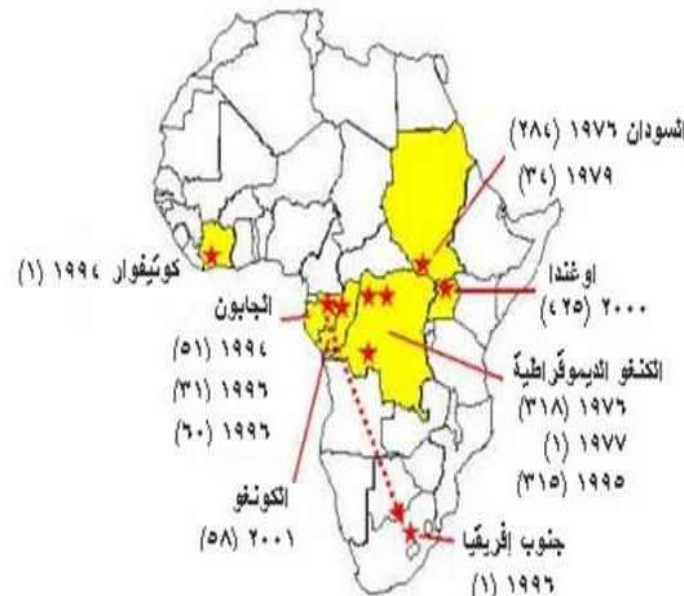 السودان ١٩٧٦ (٢٨٤)
١٩٧٩ (٣٤)
اوغندا
٢٠٠٠ (٤٢٥)
كوتيفوار ١٩٩٤ (١)
الجابون
١٩٩٤ (٥١)
١٩٩٦ (٣١)
١٩٩٦ (٦٠)
الكنغو الديموقراطية
١٩٧٦ (٣١٨)
١٩٧٧ (١)
١٩٩٥ (٣١٥)
الكونغو
٢٠٠١ (٥٨)
جنوب إفريقيا
١٩٩٦ (١)